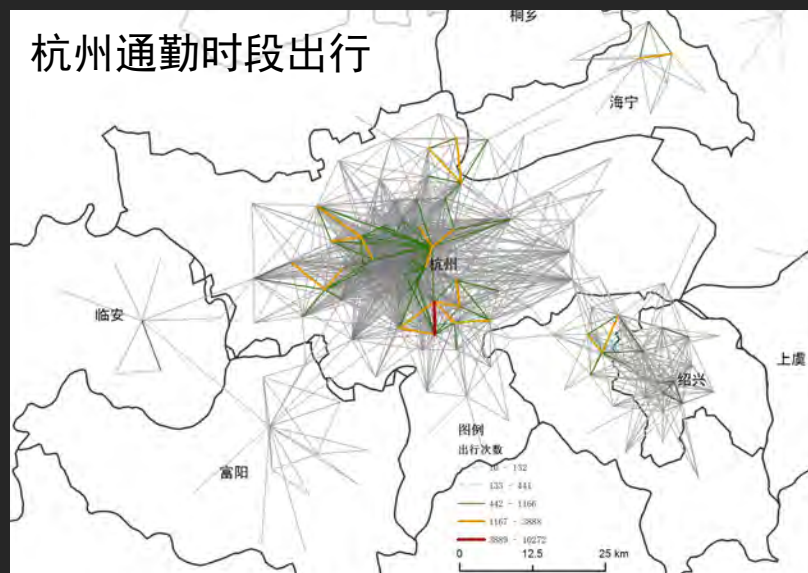 杭州通勤时段出行
桐乡
海宁
杭州
临安
上虞
绍兴
富阳
图例
出行次数
133 - 441
442 - 1166
1167 - 3888
3889 - 10272
0 12.5 25 km